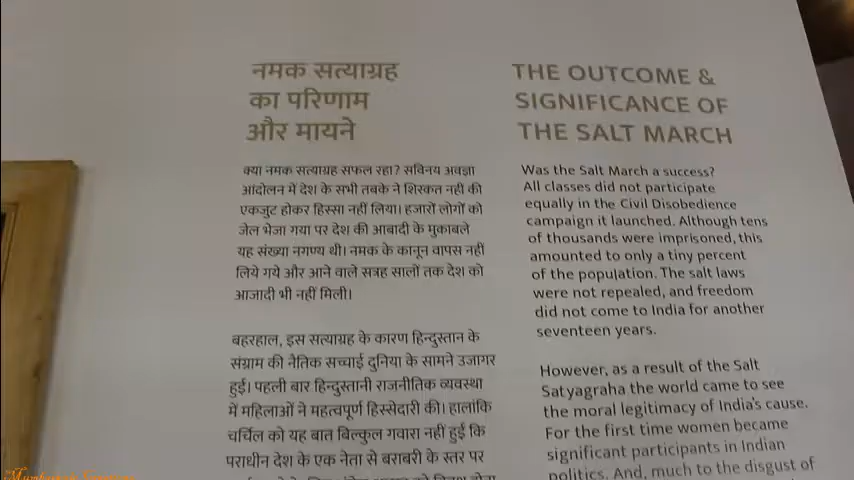 नमक सत्याग्रह
का परिणाम
और मायने
क्या नमक सत्याग्रह सफल रहा? सविनय अवज्ञा
आंदोलन में देश के सभी तबके ने शिरकत नहीं की
एकजुट होकर हिस्सा नहीं लिया। हजारों लोगों को
जेल भेजा गया पर देश की आबादी के मुकाबले
यह संख्या नगण्य थी। नमक के कानून वापस नहीं
लिये गये और आने वाले सत्रह सालों तक देश को
आजादी भी नहीं मिली।
बहरहाल, इस सत्याग्रह के कारण हिन्दुस्तान के
संग्राम की नैतिक सच्चाई दुनिया के सामने उजागर
हुई। पहली बार हिन्दुस्तानी राजनीतिक व्यवस्था
में महिलाओं ने महत्वपूर्ण हिस्सेदारी की। हालांकि
चर्चिल को यह बात बिल्कुल गवारा नहीं हुई कि
पराधीन देश के एक नेता से बराबरी के स्तर पर
THE OUTCOME &
SIGNIFICANCE OF
THE SALT MARCH
Was the Salt March a success?
All classes did not participate
equally in the Civil Disobedience
campaign it launched. Although tens
of thousands were imprisoned, this
amounted to only a tiny percent
of the population. The salt laws
were not repealed, and freedom
did not come to India for another
seventeen years.
However, as a result of the Salt
Satyagraha the world came to see
the moral legitimacy of India's cause.
For the first time women became
significant participants in Indian
politics. And, much to the disgust of